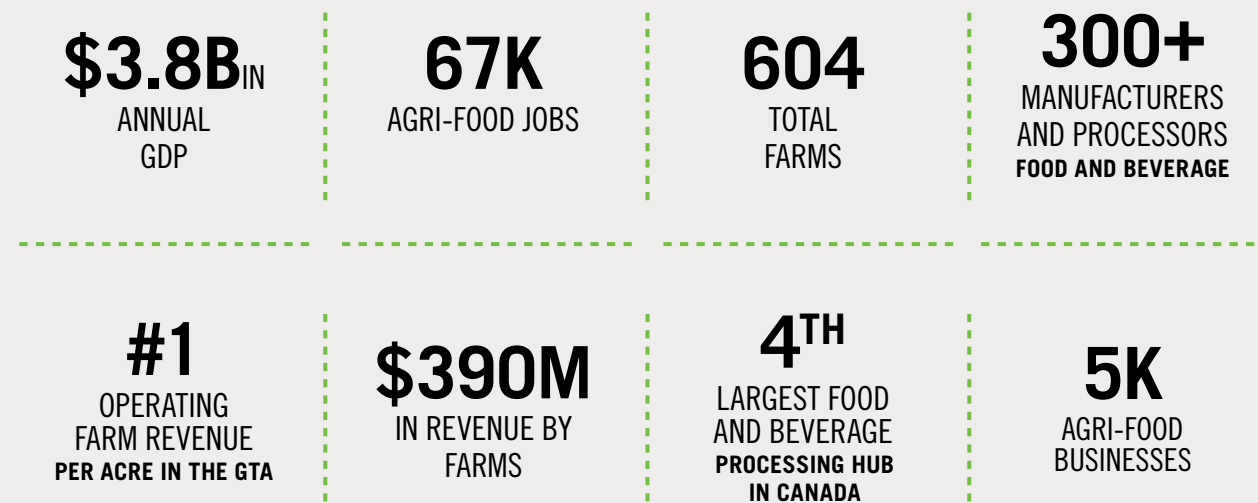 $3.8B IN
ANNUAL
GDP
67K
AGRI-FOOD JOBS
604
TOTAL
FARMS
300+
MANUFACTURERS
AND PROCESSORS
FOOD AND BEVERAGE
#1
OPERATING
FARM REVENUE
PER ACRE IN THE GTA
$390M
IN REVENUE BY
FARMS
4TH
LARGEST FOOD
AND BEVERAGE
PROCESSING HUB
IN CANADA
5K
AGRI-FOOD
BUSINESSES